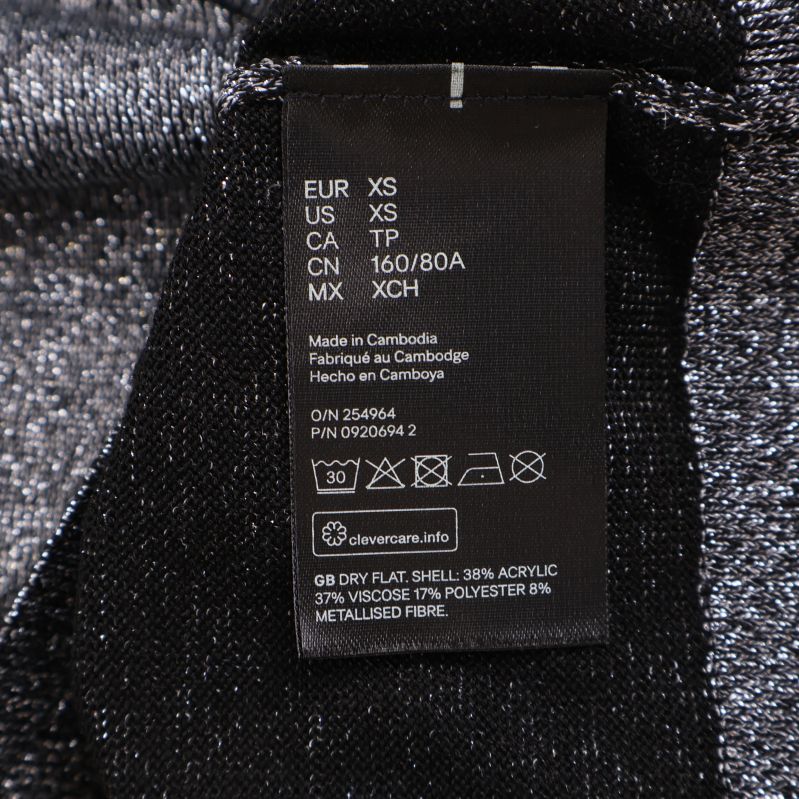 EUR XS
US XS
CA TP
CN 160/80A
MX XCH
Made in Cambodia
Fabriqué au Cambodge
Hecho en Camboya
O/N 254964
P/N 0920694 2
30
clevercare.info
GB DRY FLAT. SHELL: 38% ACRYLIC
37% VISCOSE 17% POLYESTER 8%
METALLISED FIBRE.